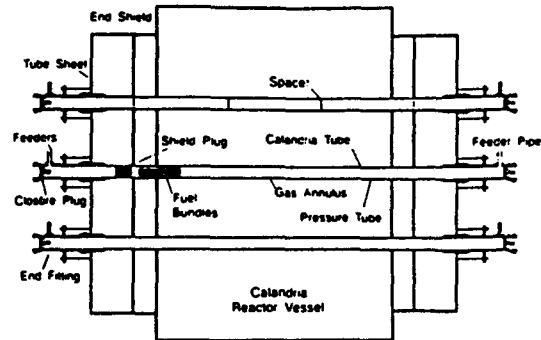 End Shield
Tube Sheet
Spacer
Feeders
Shield Plug
Calandria Tube
Feeder Pipe
Closure Plug
Fuel
Bundles
Gas Annulus
Pressure Tube
End Fitting
Calandria
Reactor Vessel